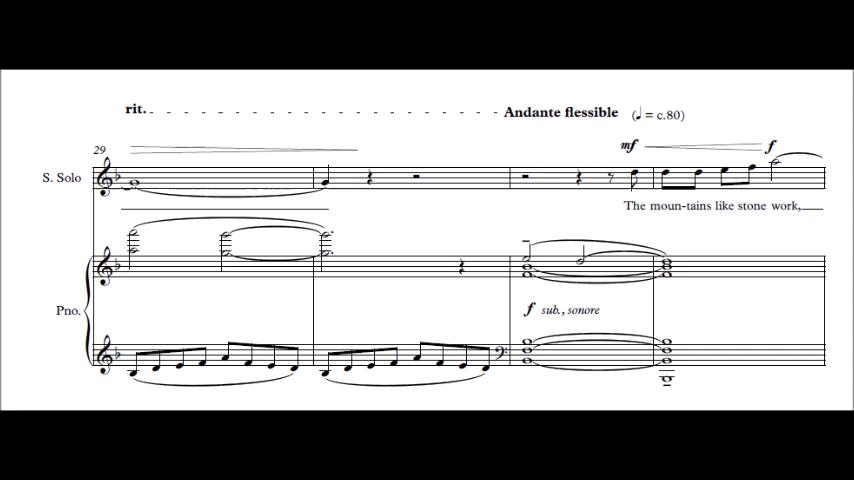 rit. Andante flessible (♩ = c.80)
29 mf f
S. Solo
The moun-tains like stone work,
Pno.
f sub., sonore